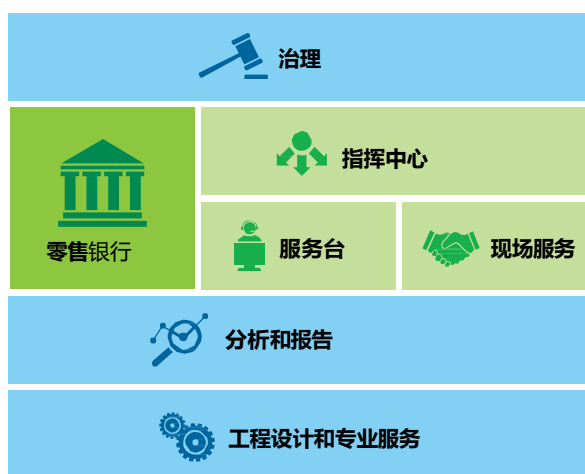 治理
指挥中心
零售银行
服务台
现场服务
分析和报告
工程设计和专业服务